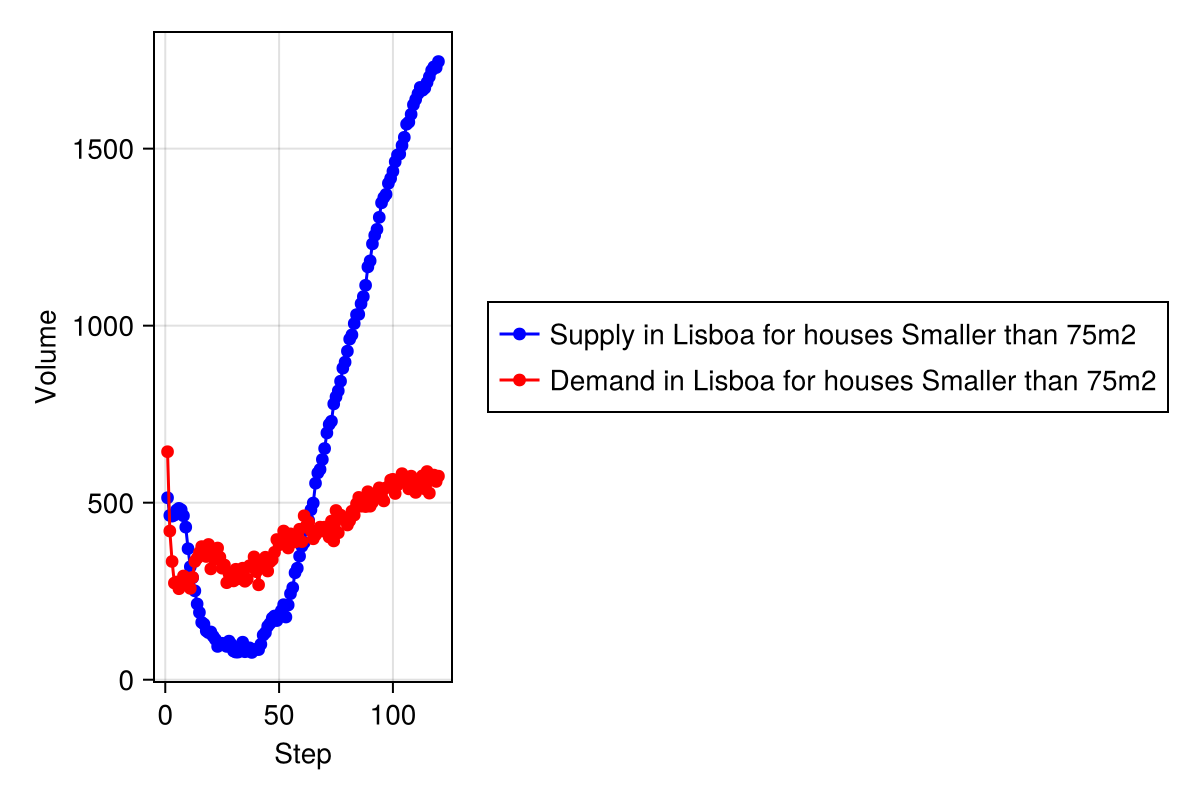 Volume
1500
1000
500
0
0 50 100
Step
Supply in Lisboa for houses Smaller than 75m2
Demand in Lisboa for houses Smaller than 75m2